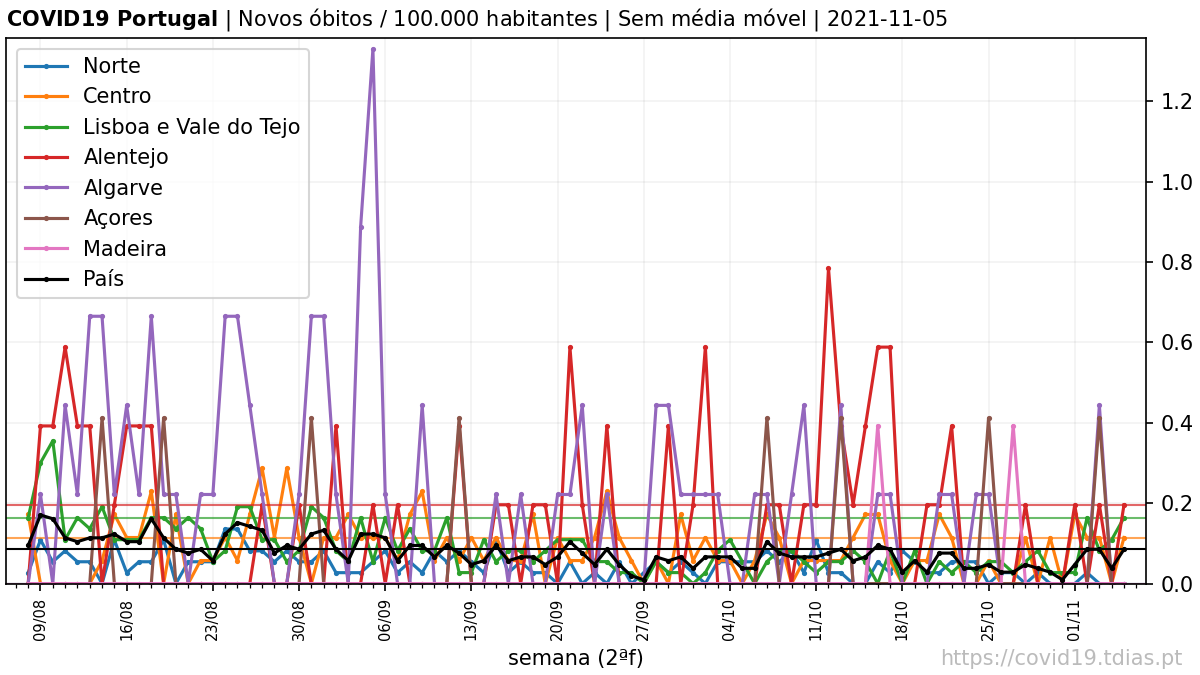 COVID19 Portugal | Novos óbitos / 100.000 habitantes | Sem média móvel | 2021-11-05
Norte
Centro
Lisboa e Vale do Tejo
Alentejo
Algarve
Açores
Madeira
País
1.2
1.0
0.8
0.6
0.4
0.2
0.0
09/08 16/08 23/08 30/08 06/09 13/09 20/09 27/09 04/10 11/10 18/10 25/10 01/11
semana (2ªf)
https://covid19.tdias.pt